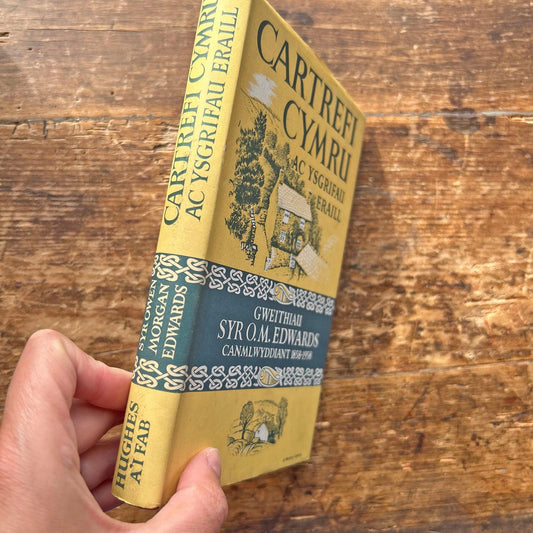 CARTREFI CYMRU
AC YSGRIFAU ERAILL
SYR OWEN
MORGAN
EDWARDS
HUGHES
A'I FAB
CARTREFI
CYMRU
AC YSGRIFAU
ERAILL
GWEITHIAU
SYR O.M. EDWARDS
CANMLWYDDIANT 1858-1958